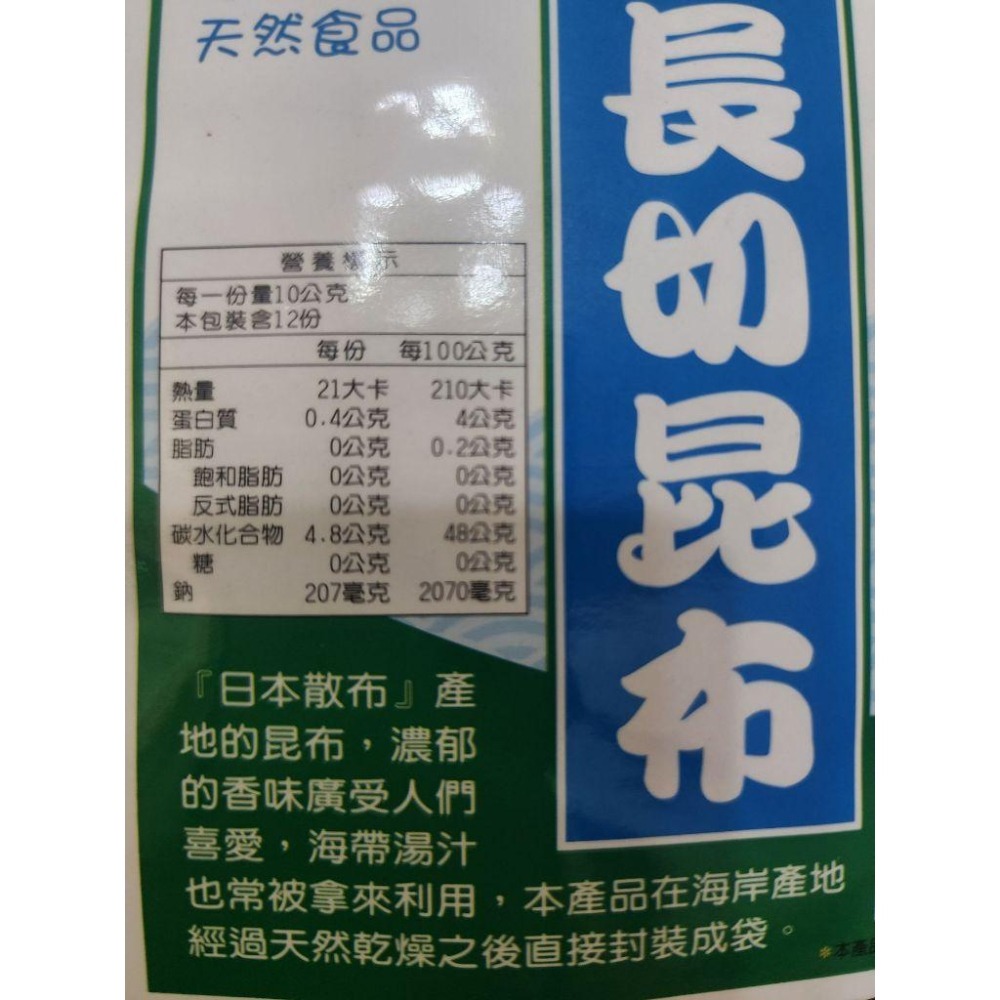 天然食品
長切昆布
營養標示
每一份量10公克
本包裝含12份
每份 每100公克
熱量 21大卡 210大卡
蛋白質 0.4公克 4公克
脂肪 0公克 0.2公克
飽和脂肪 0公克 0公克
反式脂肪 0公克 0公克
碳水化合物 4.8公克 48公克
糖 0公克 0公克
鈉 207毫克 2070毫克
『日本散布』產
地的昆布，濃郁
的香味廣受人們
喜愛，海帶湯汁
也常被拿來利用，本產品在海岸產地
經過天然乾燥之後直接封裝成袋。
*本產品